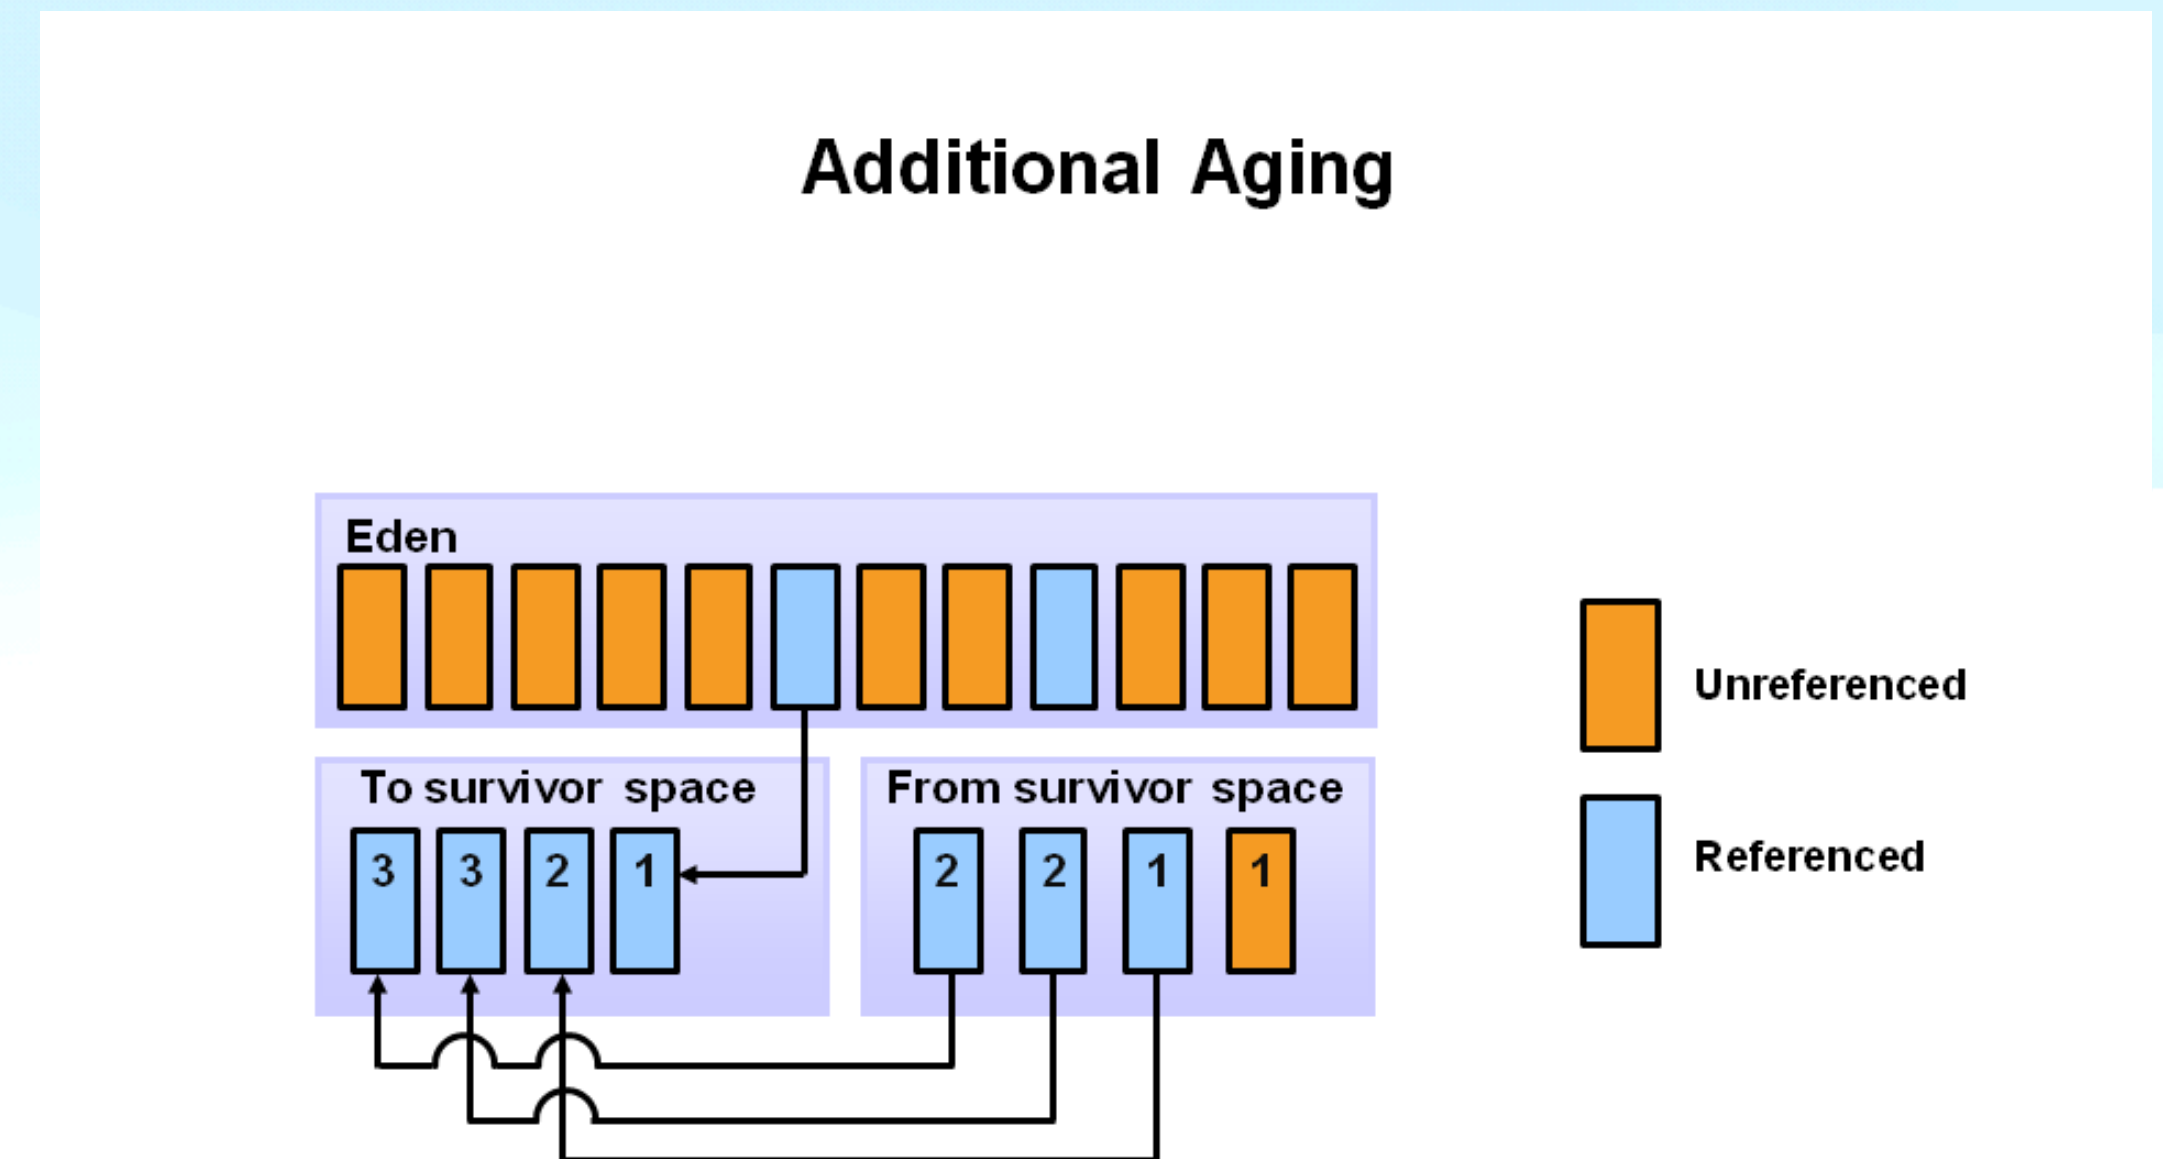 Additional Aging
Eden
To survivor space
From survivor space
3 3 2 1
2 2 1 1
Unreferenced
Referenced